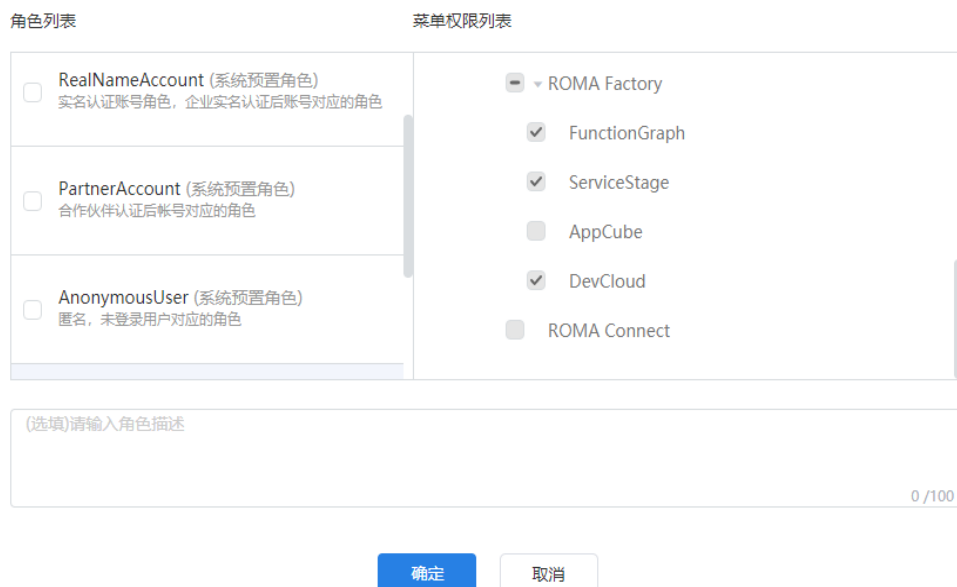 角色列表
菜单权限列表
RealNameAccount (系统预置角色)
实名认证账号角色，企业实名认证后账号对应的角色
PartnerAccount (系统预置角色)
合作伙伴认证后帐号对应的角色
AnonymousUser (系统预置角色)
匿名，未登录用户对应的角色
ROMA Factory
FunctionGraph
ServiceStage
AppCube
DevCloud
ROMA Connect
(选填)请输入角色描述
0 /100
确定
取消